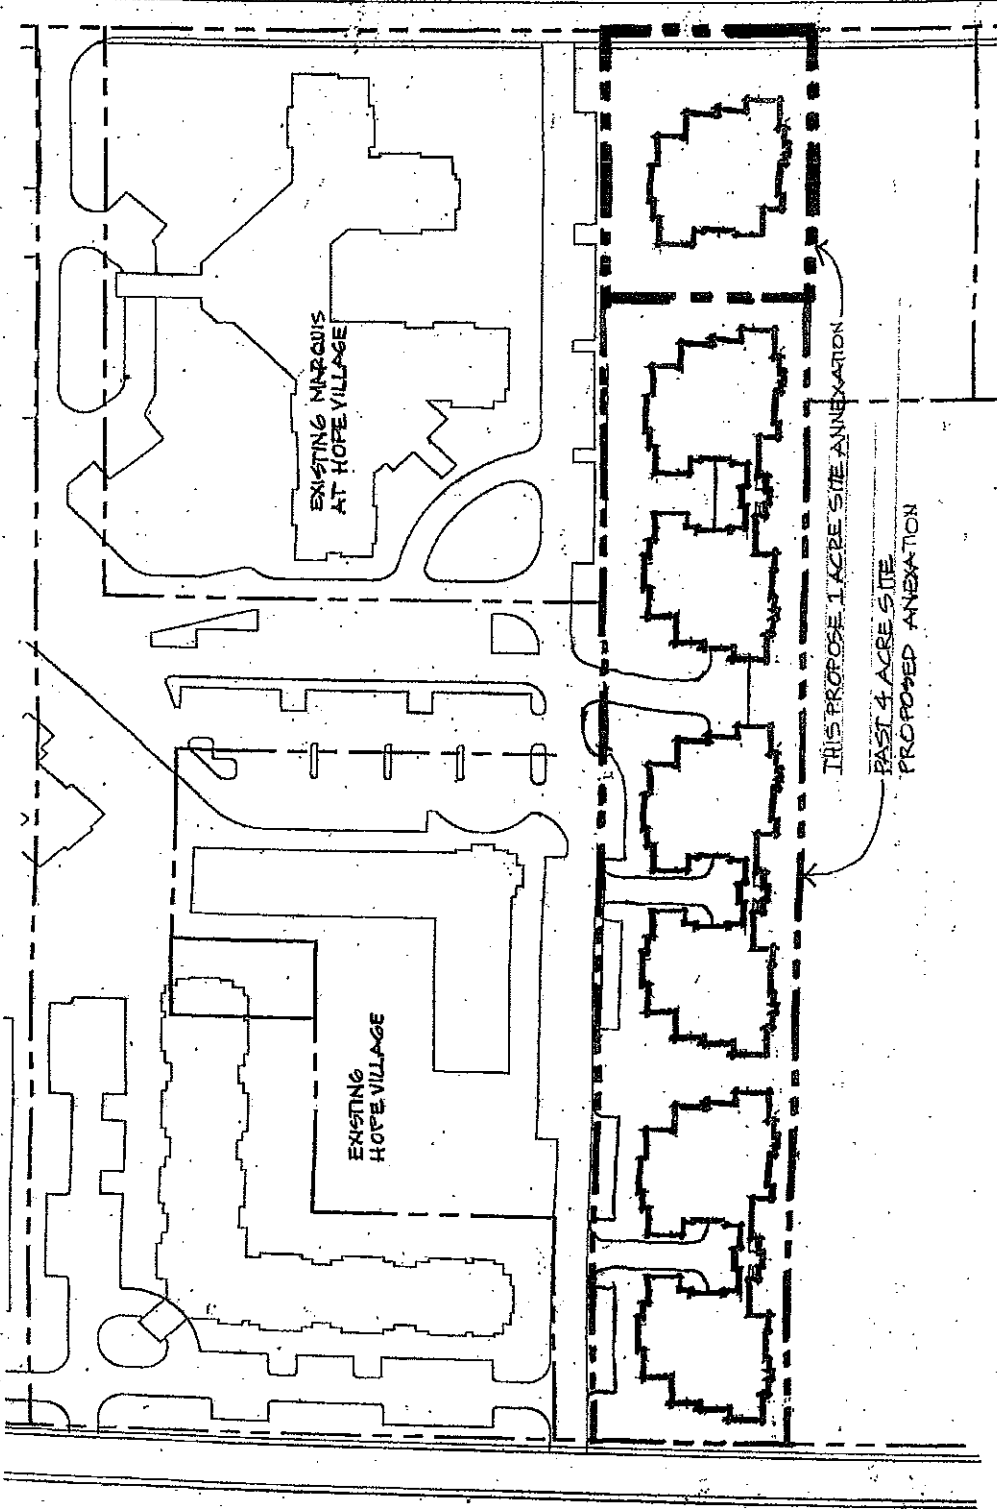 EXISTING MARQUIS
AT HOPE VILLAGE
THIS PROPOSE 1 ACRE SITE ANNEXATION
PAST 4 ACRE SITE
PROPOSED ANEXATION
EXISTING
HOPE VILLAGE